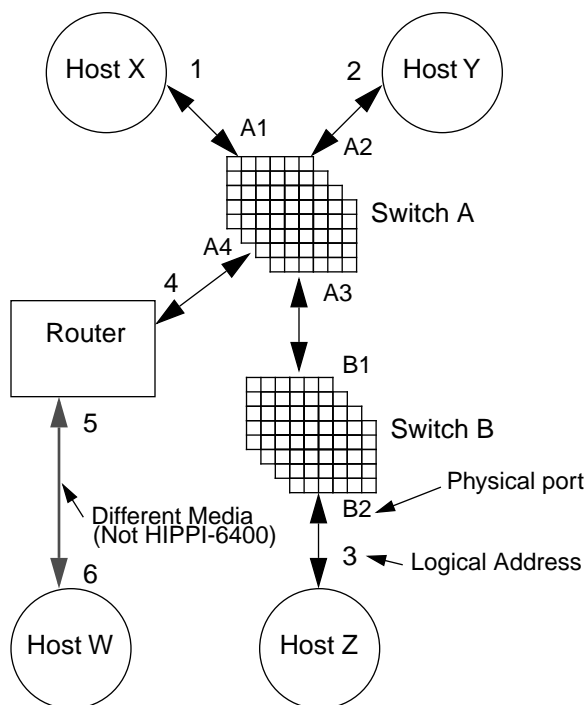 Host X
1
2
Host Y
A1
A2
Switch A
A4
A3
4
Router
B1
5
Switch B
Physical port
B2
Different Media
(Not HIPPI-6400)
3
Logical Address
6
Host W
Host Z